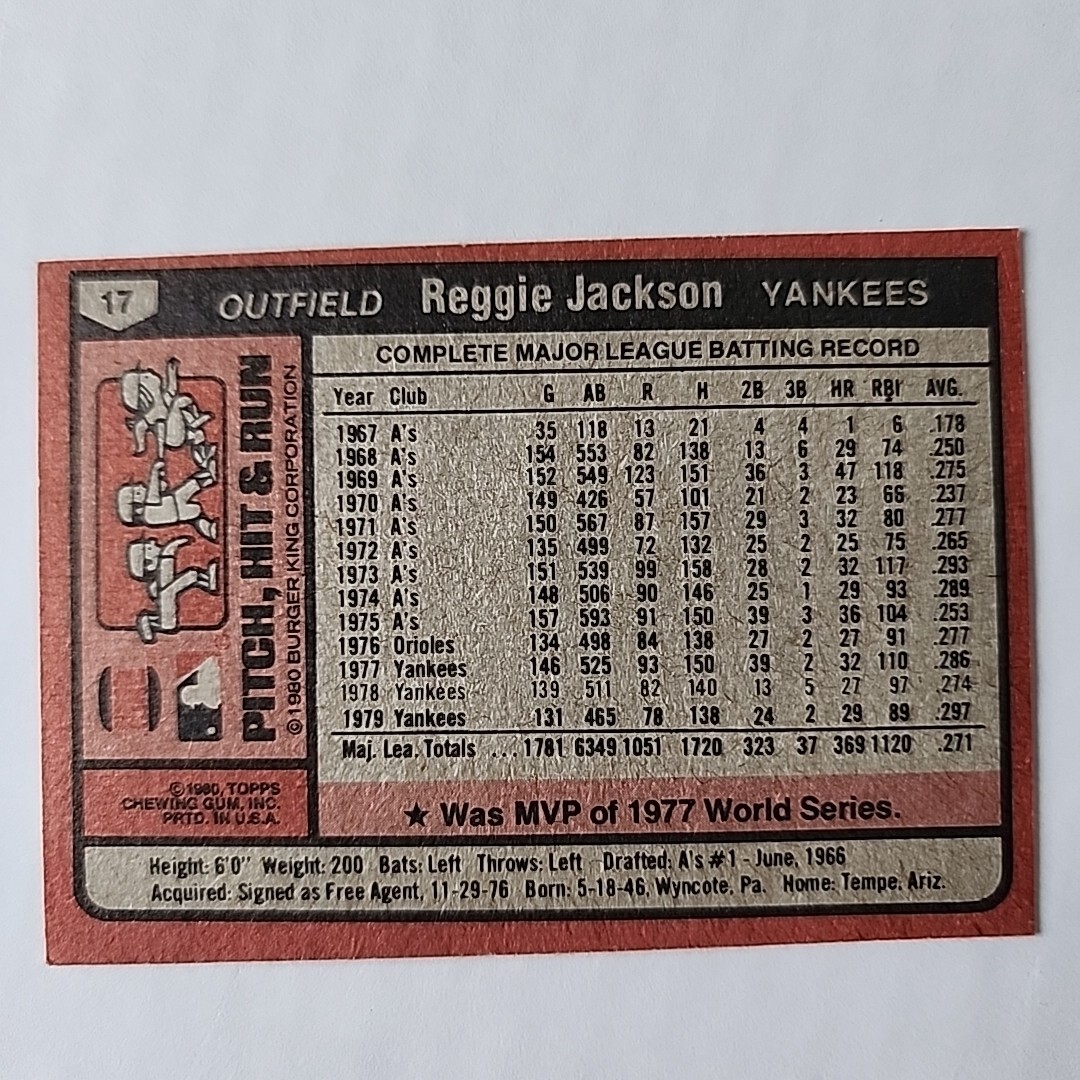 17 OUTFIELD Reggie Jackson YANKEES
PITCH, HIT & RUN
©1980 BURGER KING CORPORATION
COMPLETE MAJOR LEAGUE BATTING RECORD
Year Club G AB R H 2B 3B HR RBI AVG.
1967 A's 35 118 13 21 4 4 1 6 .178
1968 A's 154 553 82 138 13 6 29 74 .250
1969 A's 152 549 123 151 36 3 47 118 .275
1970 A's 149 426 57 101 21 2 23 66 .237
1971 A's 150 567 87 157 29 3 32 80 .277
1972 A's 135 499 72 132 25 2 25 75 .265
1973 A's 151 539 99 158 28 2 32 117 .293
1974 A's 148 506 90 146 25 1 29 93 .289
1975 A's 157 593 91 150 39 3 36 104 .253
1976 Orioles 134 498 84 138 27 2 27 91 .277
1977 Yankees 146 525 93 150 39 2 32 110 .286
1978 Yankees 139 511 82 140 13 5 27 97 .274
1979 Yankees 131 465 78 138 24 2 29 89 .297
Maj. Lea. Totals ... 1781 6349 1051 1720 323 37 369 1120 .271
©1980, TOPPS
CHEWING GUM, INC.
PRTD. IN U.S.A.
★ Was MVP of 1977 World Series.
Height: 6'0" Weight: 200 Bats: Left Throws: Left Drafted: A's #1 - June, 1966
Acquired: Signed as Free Agent, 11-29-76 Born: 5-18-46, Wyncote, Pa. Home: Tempe, Ariz.